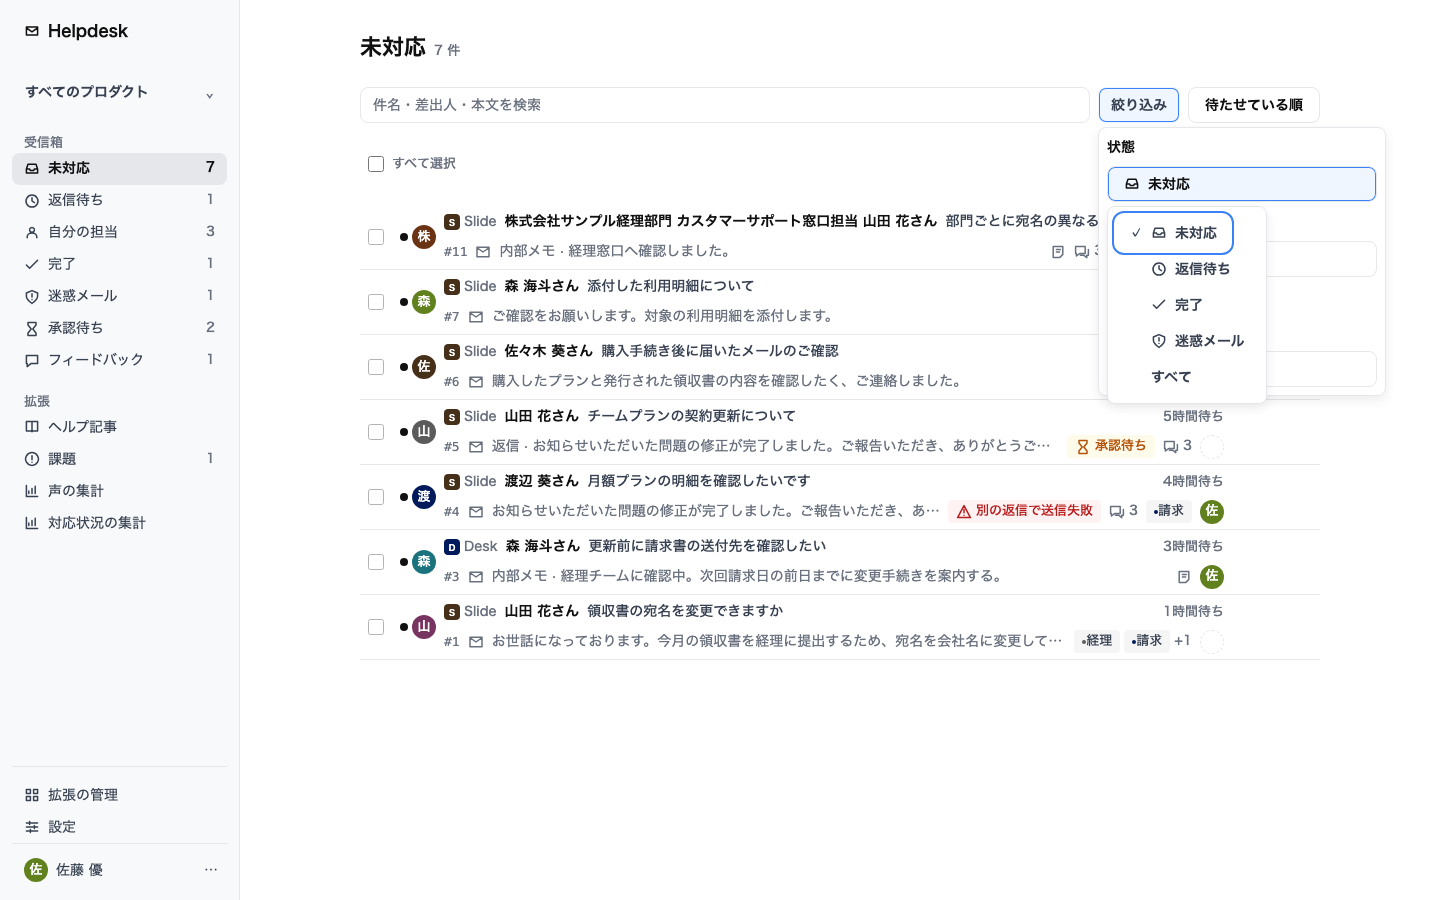 Helpdesk
すべてのプロダクト
受信箱
未対応 7
返信待ち 1
自分の担当 3
完了 1
迷惑メール 1
承認待ち 2
フィードバック 1
拡張
ヘルプ記事
課題 1
声の集計
対応状況の集計
拡張の管理
設定
佐 佐藤 優 …
未対応 7 件
件名・差出人・本文を検索 絞り込み 待たせている順
すべて選択
株 S Slide 株式会社サンプル経理部門 カスタマーサポート窓口担当 山田 花さん 部門ごとに宛名の異なる
#11 内部メモ · 経理窓口へ確認しました。
森 S Slide 森 海斗さん 添付した利用明細について
#7 ご確認をお願いします。対象の利用明細を添付します。
佐 S Slide 佐々木 葵さん 購入手続き後に届いたメールのご確認
#6 購入したプランと発行された領収書の内容を確認したく、ご連絡しました。
山 S Slide 山田 花さん チームプランの契約更新について 5時間待ち
#5 返信 · お知らせいただいた問題の修正が完了しました。ご報告いただき、ありがとうご… 承認待ち 3
渡 S Slide 渡辺 葵さん 月額プランの明細を確認したいです 4時間待ち
#4 お知らせいただいた問題の修正が完了しました。ご報告いただき、あ… 別の返信で送信失敗 3 •請求 佐
森 D Desk 森 海斗さん 更新前に請求書の送付先を確認したい 3時間待ち
#3 内部メモ · 経理チームに確認中。次回請求日の前日までに変更手続きを案内する。 佐
山 S Slide 山田 花さん 領収書の宛名を変更できますか 1時間待ち
#1 お世話になっております。今月の領収書を経理に提出するため、宛名を会社名に変更して… •経理 •請求 +1
状態
未対応
✓ 未対応
返信待ち
完了
迷惑メール
すべて